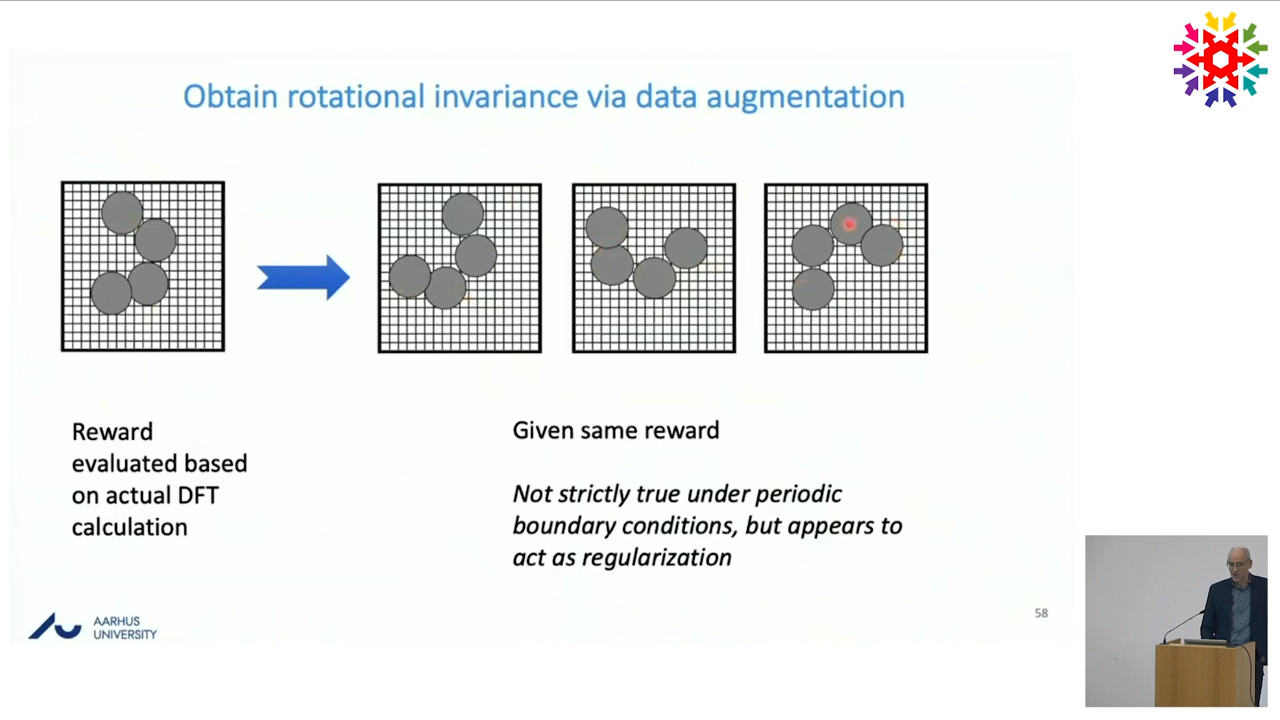 Obtain rotational invariance via data augmentation
Reward
evaluated based
on actual DFT
calculation
Given same reward
Not strictly true under periodic
boundary conditions, but appears to
act as regularization
AARHUS
UNIVERSITY
58